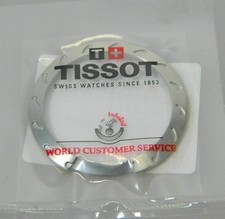 T+
TISSOT
SWISS WATCHES SINCE 1853
WORLD CUSTOMER SERVICE